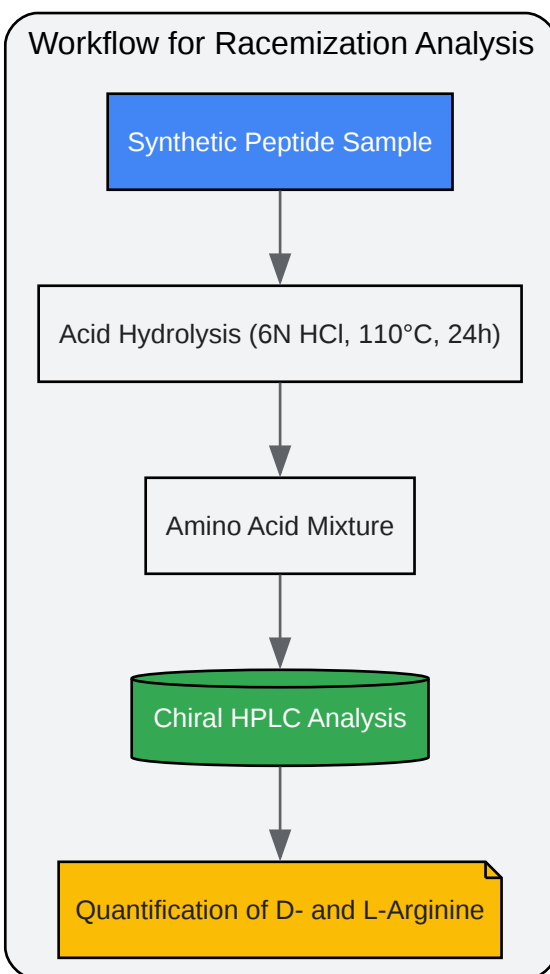 Workflow for Racemization Analysis
Synthetic Peptide Sample
Acid Hydrolysis (6N HCl, 110°C, 24h)
Amino Acid Mixture
Chiral HPLC Analysis
Quantification of D- and L-Arginine